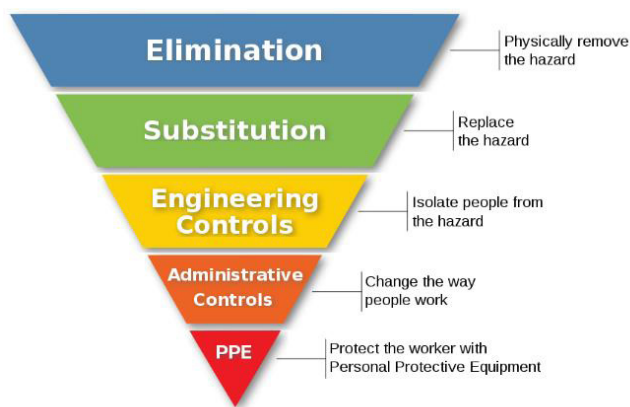 Elimination
Physically remove
the hazard
Substitution
Replace
the hazard
Engineering
Controls
Isolate people from
the hazard
Administrative
Controls
Change the way
people work
PPE
Protect the worker with
Personal Protective Equipment